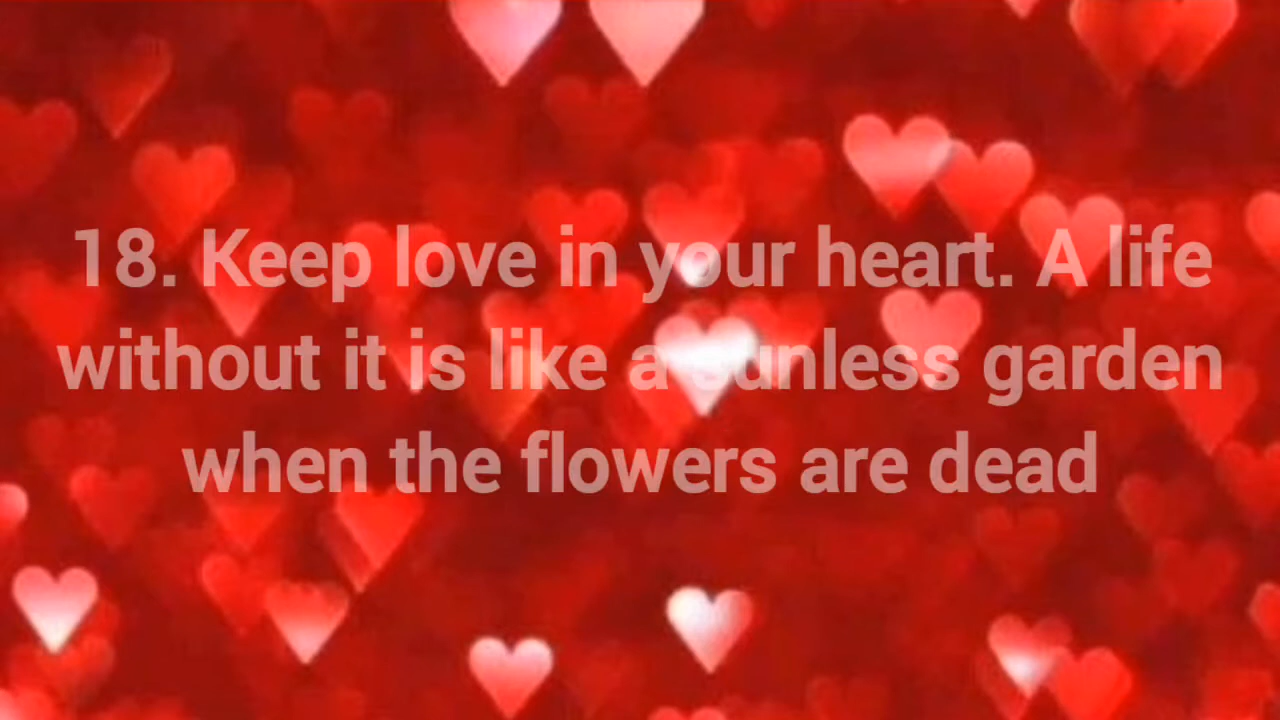 18. Keep love in your heart. A life
without it is like a sunless garden
when the flowers are dead